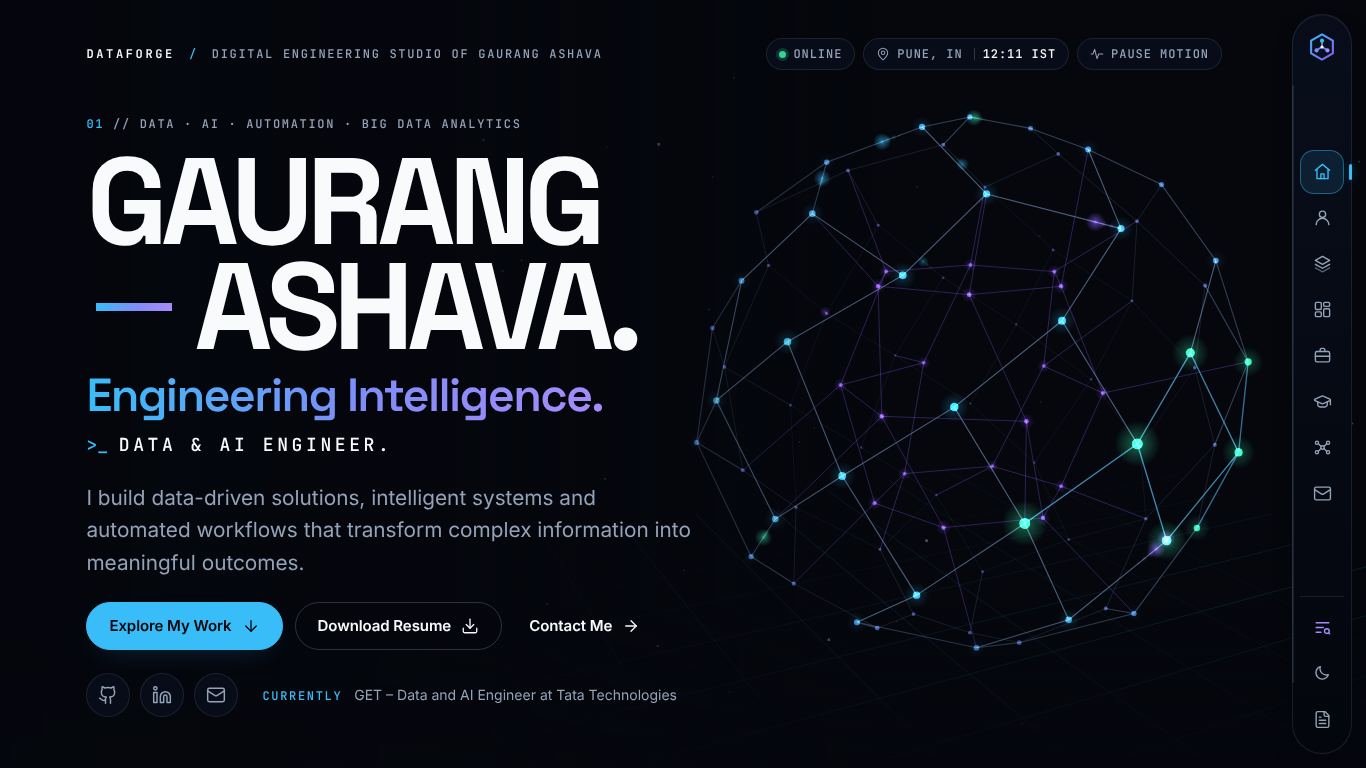 DATAFORGE / DIGITAL ENGINEERING STUDIO OF GAURANG ASHAVA
ONLINE
PUNE, IN | 12:11 IST
PAUSE MOTION
01 // DATA · AI · AUTOMATION · BIG DATA ANALYTICS
GAURANG
ASHAVA.
Engineering Intelligence.
>_ DATA & AI ENGINEER.
I build data-driven solutions, intelligent systems and
automated workflows that transform complex information into
meaningful outcomes.
Explore My Work
Download Resume
Contact Me
CURRENTLY GET – Data and AI Engineer at Tata Technologies